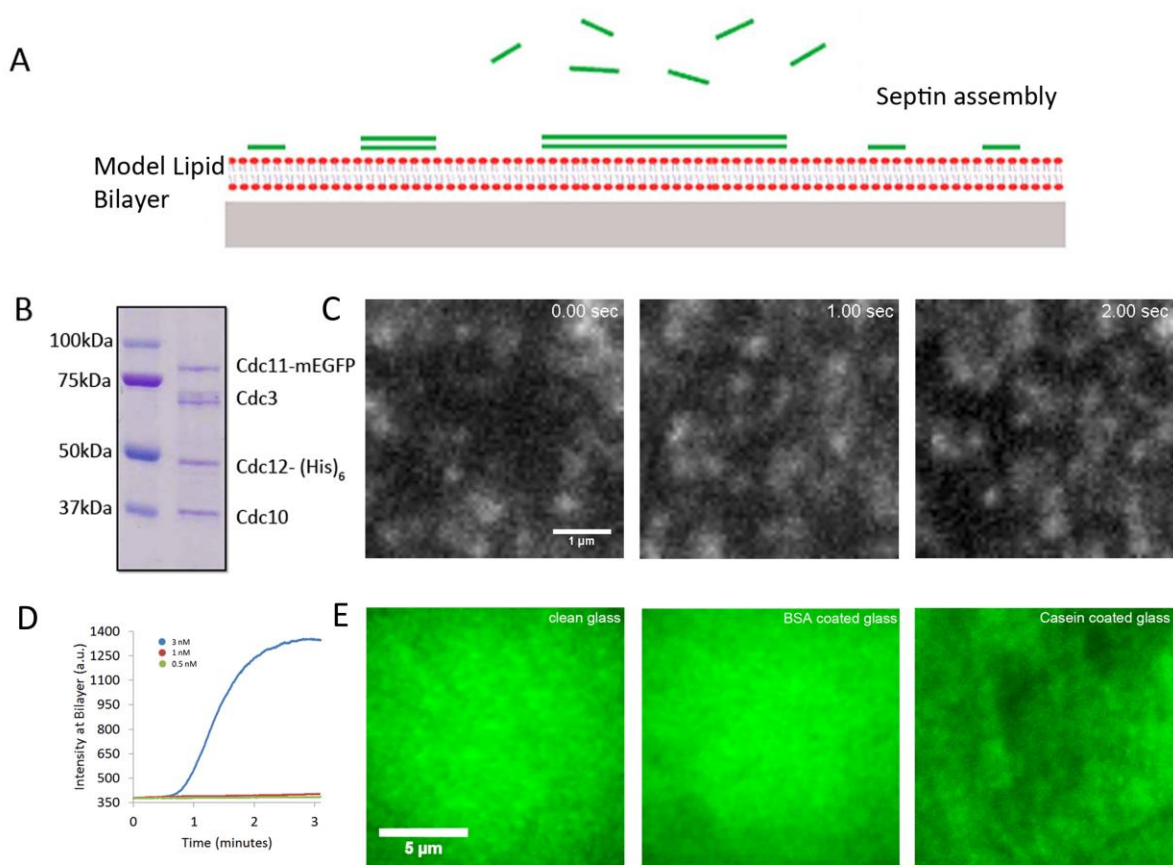 A
Septin assembly
Model Lipid
Bilayer
B
100kDa
75kDa
50kDa
37kDa
Cdc11-mEGFP
Cdc3
Cdc12- (His)6
Cdc10
C
0.00 sec
1.00 sec
2.00 sec
1 µm
D
Intensity at Bilayer (a.u.)
1400
1250
1100
950
800
650
500
350
3 nM
1 nM
0.5 nM
0
1
2
3
Time (minutes)
E
clean glass
BSA coated glass
Casein coated glass
5 µm